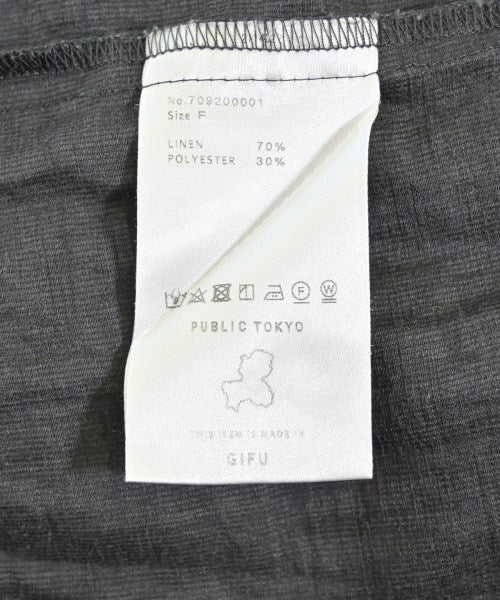 No.709200001
Size F
LINEN 70%
POLYESTER 30%
F W
PUBLIC TOKYO
THIS ITEM IS MADE IN
GIFU